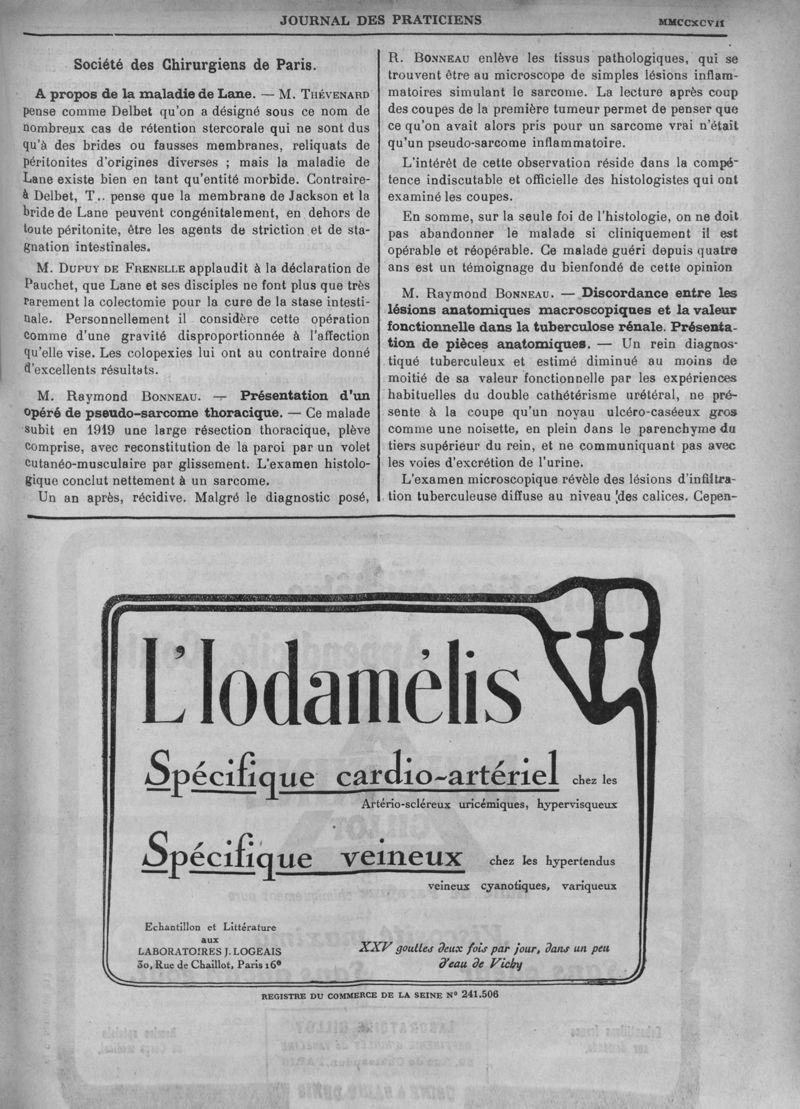 JOURNAL DES PRATICIENS
MMCCXCVII
Société des Chirurgiens de Paris.
A propos de la maladie de Lane. — M. THÉVENARD
pense comme Delbet qu'on a désigné sous ce nom de
nombreux cas de rétention stercorale qui ne sont dus
qu'à des brides ou fausses membranes, reliquats de
péritonites d'origines diverses ; mais la maladie de
Lane existe bien en tant qu'entité morbide. Contraire-
à Delbet, T.. pense que la membrane de Jackson et la
bride de Lane peuvent congénitalement, en dehors de
toute péritonite, être les agents de striction et de sta-
gnation intestinales.
M. DUPUY DE FRENELLE applaudit à la déclaration de
Pauchet, que Lane et ses disciples ne font plus que très
rarement la colectomie pour la cure de la stase intesti-
nale. Personnellement il considère cette opération
comme d'une gravité disproportionnée à l'affection
qu'elle vise. Les colopexies lui ont au contraire donné
d'excellents résultats.
M. Raymond BONNEAU. — Présentation d'un
opéré de pseudo-sarcome thoracique. — Ce malade
subit en 1919 une large résection thoracique, plève
comprise, avec reconstitution de la paroi par un volet
cutanéo-musculaire par glissement. L'examen histolo-
gique conclut nettement à un sarcome.
Un an après, récidive. Malgré le diagnostic posé,
R. BONNEAU enlève les tissus pathologiques, qui se
trouvent être au microscope de simples lésions inflam-
matoires simulant le sarcome. La lecture après coup
des coupes de la première tumeur permet de penser que
ce qu'on avait alors pris pour un sarcome vrai n'était
qu'un pseudo-sarcome inflammatoire.
L'intérêt de cette observation réside dans la compé-
tence indiscutable et officielle des histologistes qui ont
examiné les coupes.
En somme, sur la seule foi de l'histologie, on ne doit
pas abandonner le malade si cliniquement il est
opérable et réopérable. Ce malade guéri depuis quatre
ans est un témoignage du bienfondé de cette opinion
M. Raymond BONNEAU. — Discordance entre les
lésions anatomiques macroscopiques et la valeur
fonctionnelle dans la tuberculose rénale. Présenta-
tion de pièces anatomiques. — Un rein diagnos-
tiqué tuberculeux et estimé diminué au moins de
moitié de sa valeur fonctionnelle par les expériences
habituelles du double cathétérisme urétéral, ne pré-
sente à la coupe qu'un noyau ulcéro-caséeux gros
comme une noisette, en plein dans le parenchyme du
tiers supérieur du rein, et ne communiquant pas avec
les voies d'excrétion de l'urine.
L'examen microscopique révèle des lésions d'infiltra-
tion tuberculeuse diffuse au niveau des calices. Cepen-
L'Iodamélis
Spécifique cardio-artériel chez les
Artério-scléreux uricémiques, hypervisqueux
Spécifique veineux chez les hypertendus
veineux cyanotiques, variqueux
Echantillon et Littérature
aux
LABORATOIRES J. LOGEAIS
30, Rue de Chaillot, Paris 16e
XXV gouttes deux fois par jour, dans un peu
d'eau de Vichy
REGISTRE DU COMMERCE DE LA SEINE N° 241.506